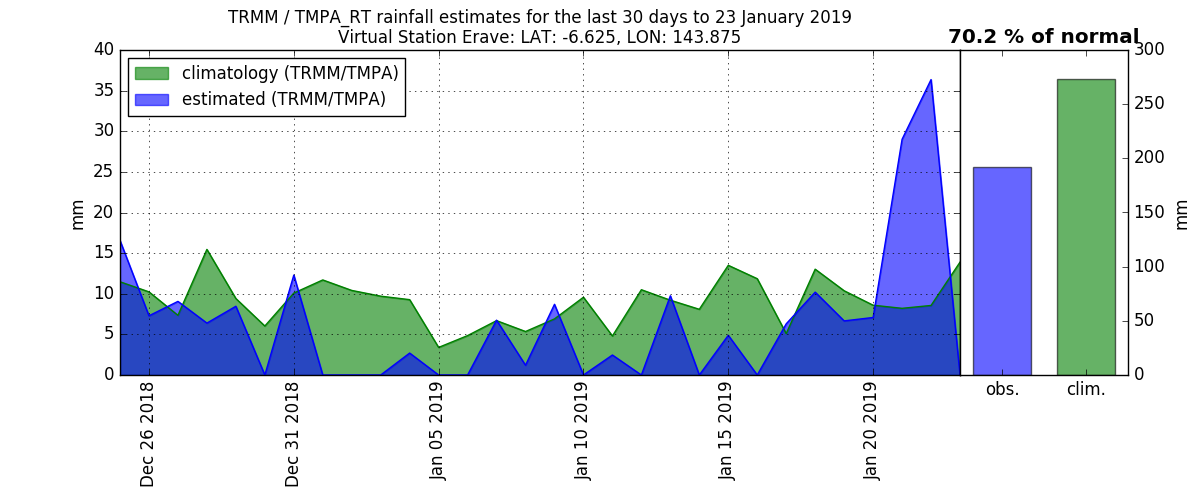 TRMM / TMPA_RT rainfall estimates for the last 30 days to 23 January 2019
Virtual Station Erave: LAT: -6.625, LON: 143.875
70.2 % of normal
climatology (TRMM/TMPA)
estimated (TRMM/TMPA)
40
35
30
25
20
15
10
5
0
mm
Dec 26 2018
Dec 31 2018
Jan 05 2019
Jan 10 2019
Jan 15 2019
Jan 20 2019
obs.
clim.
300
250
200
150
100
50
0
mm